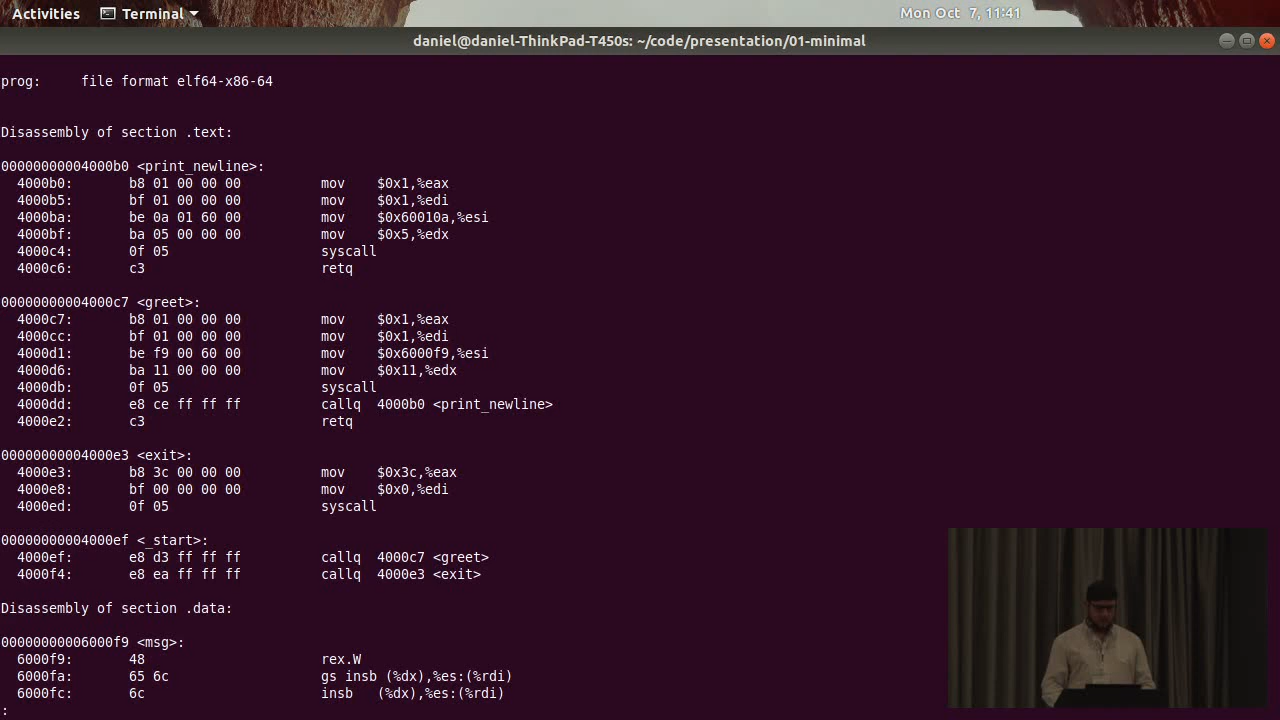 Activities Terminal Mon Oct 7, 11:41
daniel@daniel-ThinkPad-T450s: ~/code/presentation/01-minimal
prog:     file format elf64-x86-64
Disassembly of section .text:
00000000004000b0 <print_newline>:
  4000b0:       b8 01 00 00 00          mov    $0x1,%eax
  4000b5:       bf 01 00 00 00          mov    $0x1,%edi
  4000ba:       be 0a 01 60 00          mov    $0x60010a,%esi
  4000bf:       ba 05 00 00 00          mov    $0x5,%edx
  4000c4:       0f 05                   syscall
  4000c6:       c3                      retq
00000000004000c7 <greet>:
  4000c7:       b8 01 00 00 00          mov    $0x1,%eax
  4000cc:       bf 01 00 00 00          mov    $0x1,%edi
  4000d1:       be f9 00 60 00          mov    $0x6000f9,%esi
  4000d6:       ba 11 00 00 00          mov    $0x11,%edx
  4000db:       0f 05                   syscall
  4000dd:       e8 ce ff ff ff          callq  4000b0 <print_newline>
  4000e2:       c3                      retq
00000000004000e3 <exit>:
  4000e3:       b8 3c 00 00 00          mov    $0x3c,%eax
  4000e8:       bf 00 00 00 00          mov    $0x0,%edi
  4000ed:       0f 05                   syscall
00000000004000ef <_start>:
  4000ef:       e8 d3 ff ff ff          callq  4000c7 <greet>
  4000f4:       e8 ea ff ff ff          callq  4000e3 <exit>
Disassembly of section .data:
00000000006000f9 <msg>:
  6000f9:       48                      rex.W
  6000fa:       65 6c                   gs insb (%dx),%es:(%rdi)
  6000fc:       6c                      insb   (%dx),%es:(%rdi)
: